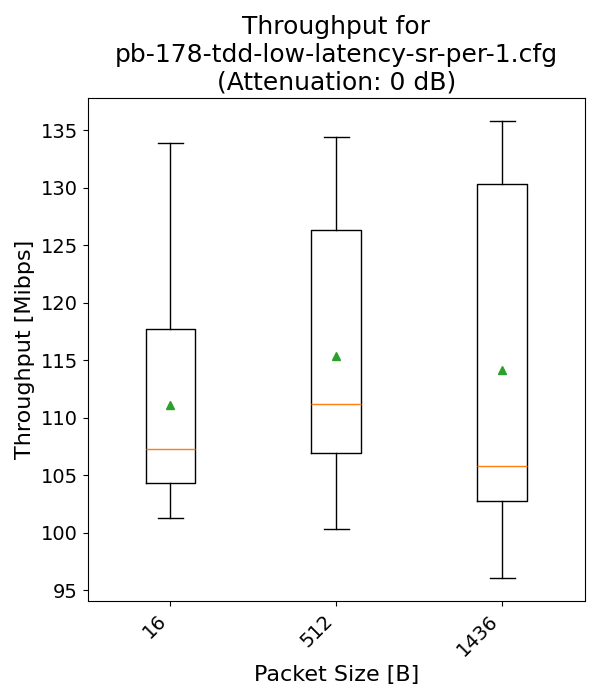 Throughput for
pb-178-tdd-low-latency-sr-per-1.cfg
(Attenuation: 0 dB)
Throughput [Mibps]
135
130
125
120
115
110
105
100
95
16
512
1436
Packet Size [B]